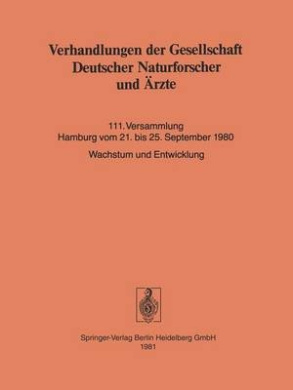 Verhandlungen der Gesellschaft
Deutscher Naturforscher
und Ärzte
111. Versammlung
Hamburg vom 21. bis 25. September 1980
Wachstum und Entwicklung
Springer-Verlag Berlin Heidelberg GmbH
1981